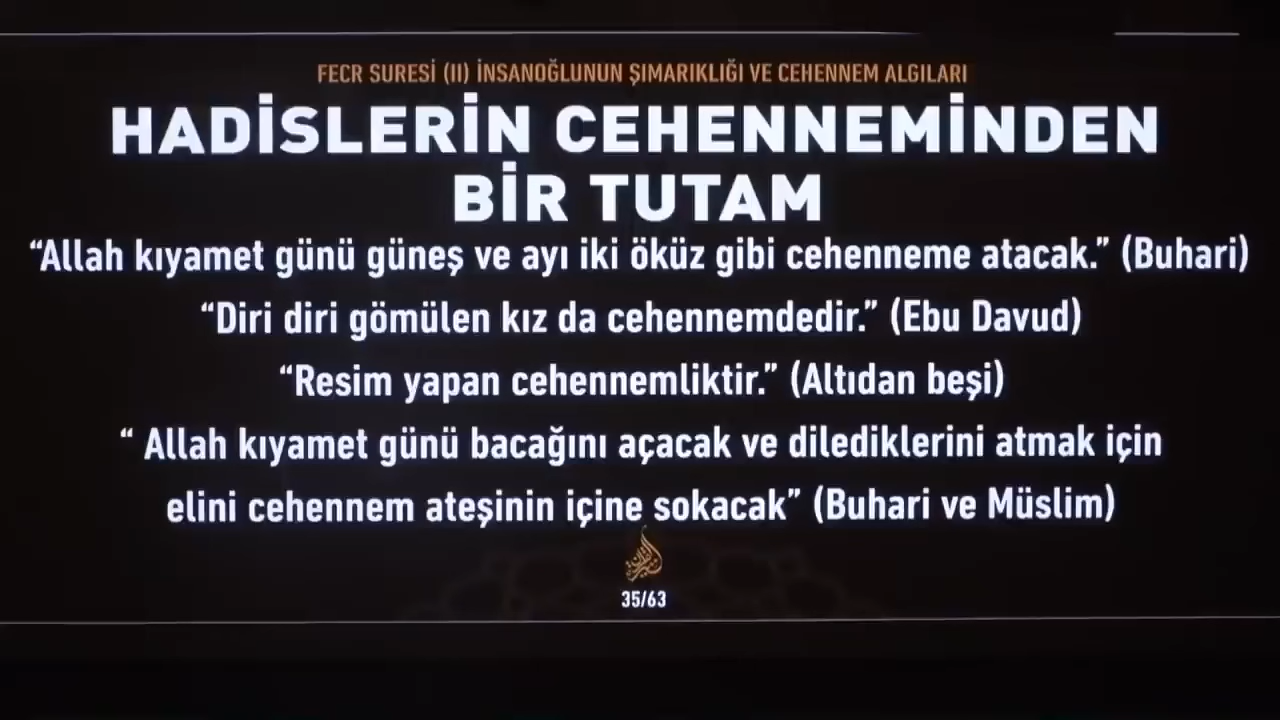 FECR SURESİ (II) İNSANOĞLUNUN ŞIMARIKLIĞI VE CEHENNEM ALGILARI
HADİSLERİN CEHENNEMİNDEN
BİR TUTAM
“Allah kıyamet günü güneş ve ayı iki öküz gibi cehenneme atacak.” (Buhari)
“Diri diri gömülen kız da cehennemdedir.” (Ebu Davud)
“Resim yapan cehennemliktir.” (Altıdan beşi)
“ Allah kıyamet günü bacağını açacak ve dilediklerini atmak için
elini cehennem ateşinin içine sokacak” (Buhari ve Müslim)
35/63